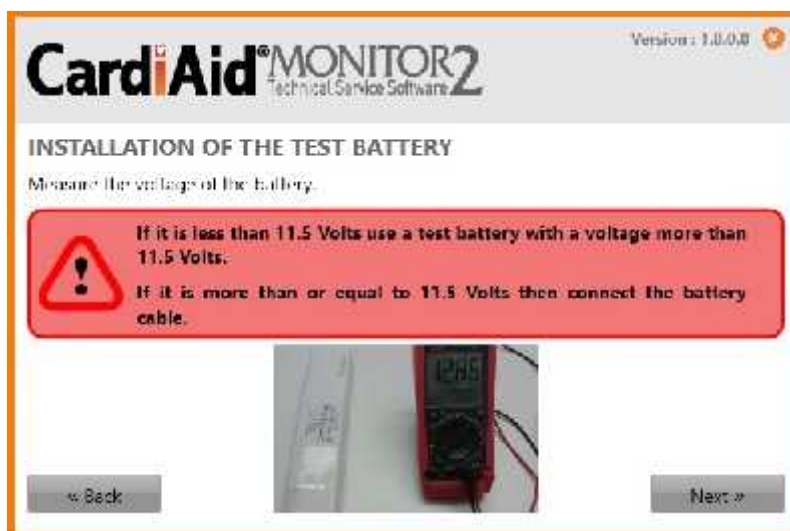 Version : 1.0.0.0
CardiAid® MONITOR2
Technical Service Software
INSTALLATION OF THE TEST BATTERY
Measure the voltage of the battery.
If it is less than 11.5 Volts use a test battery with a voltage more than
11.5 Volts.
If it is more than or equal to 11.5 Volts then connect the battery
cable.
« Back
Next »